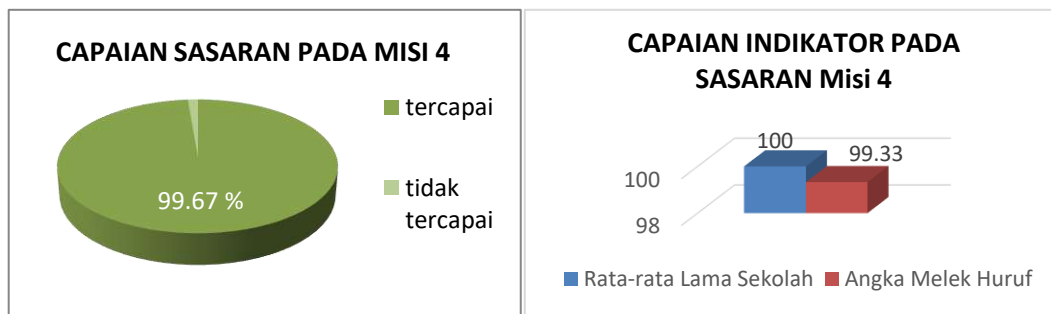 CAPAIAN SASARAN PADA MISI 4
tercapai
tidak
tercapai
99.67 %
CAPAIAN INDIKATOR PADA
SASARAN Misi 4
100
99.33
100
98
Rata-rata Lama Sekolah
Angka Melek Huruf